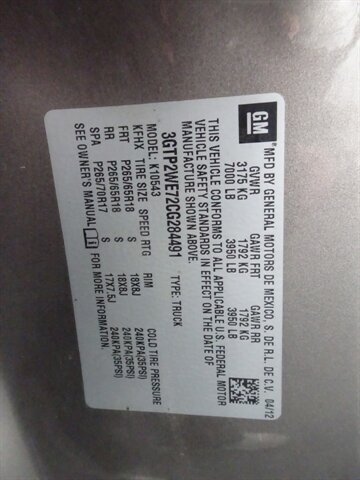 GM
MFD BY GENERAL MOTORS DE MEXICO S. DE R.L. DE C.V. 04/12
GVWR GAWR FRT GAWR RR
3175 KG 1792 KG 1792 KG
7000 LB 3950 LB 3950 LB
THIS VEHICLE CONFORMS TO ALL APPLICABLE U.S. FEDERAL MOTOR
VEHICLE SAFETY STANDARDS IN EFFECT ON THE DATE OF
MANUFACTURE SHOWN ABOVE.
3GTP2WE72CG284491 TYPE: TRUCK
MODEL: K10543
KFHX TIRE SIZE SPEED RTG RIM COLD TIRE PRESSURE
FRT P265/65R18 S 18X8J 240KPA(35PSI)
RR P265/65R18 S 18X8J 240KPA(35PSI)
SPA P265/70R17 S 17X7.5J 240KPA(35PSI)
SEE OWNER'S MANUAL FOR MORE INFORMATION.